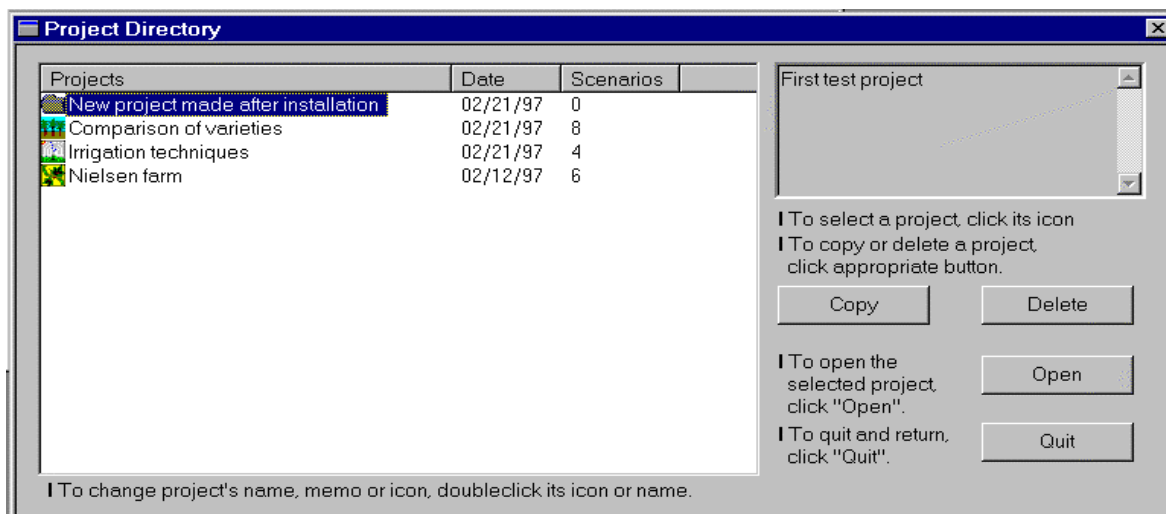 Project Directory
Projects Date Scenarios
New project made after installation 02/21/97 0
Comparison of varieties 02/21/97 8
Irrigation techniques 02/21/97 4
Nielsen farm 02/12/97 6
To change project's name, memo or icon, doubleclick its icon or name.
First test project
To select a project, click its icon
To copy or delete a project,
click appropriate button.
Copy Delete
To open the
selected project,
click "Open".
Open
To quit and return,
click "Quit".
Quit